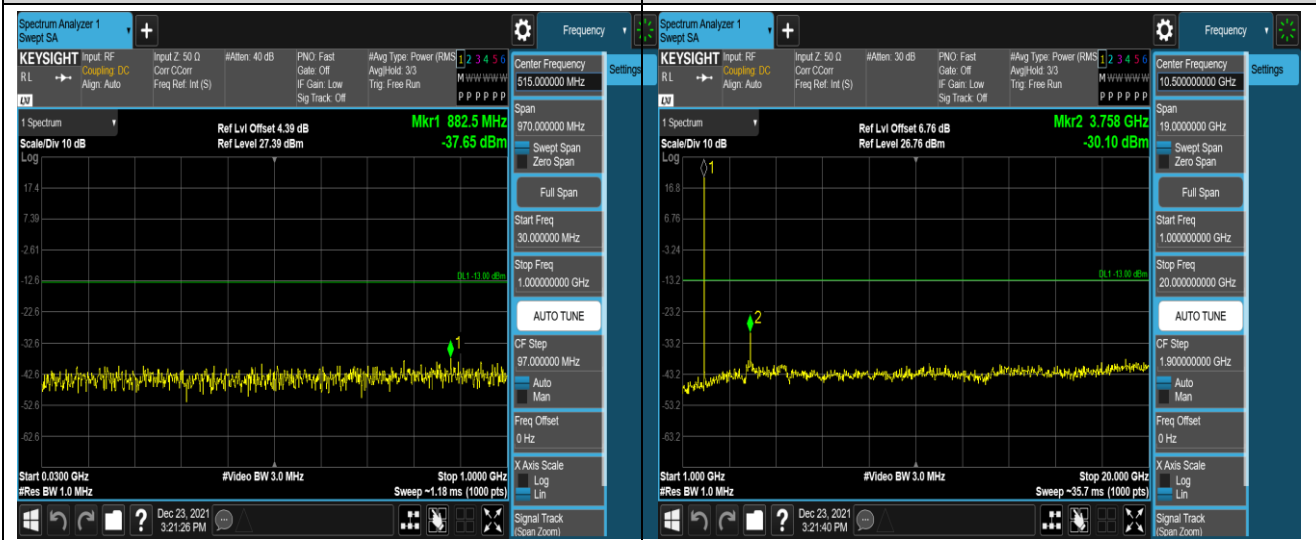 Spectrum Analyzer 1
Swept SA
Frequency
KEYSIGHT
RL
LXI
Input: RF
Coupling: DC
Align: Auto
Input Z: 50 Ω
Corr CCorr
Freq Ref: Int (S)
#Atten: 40 dB
PNO: Fast
Gate: Off
IF Gain: Low
Sig Track: Off
#Avg Type: Power (RMS
Avg|Hold: 3/3
Trig: Free Run
1 2 3 4 5 6
M W W W W W
P P P P P P
1 Spectrum
Scale/Div 10 dB
Log
Ref Lvl Offset 4.39 dB
Ref Level 27.39 dBm
Mkr1 882.5 MHz
-37.65 dBm
17.4
7.39
-2.61
-12.6
-22.6
-32.6
-42.6
-52.6
-62.6
DL1 -13.00 dBm
1
Start 0.0300 GHz
#Res BW 1.0 MHz
#Video BW 3.0 MHz
Stop 1.0000 GHz
Sweep ~1.18 ms (1000 pts)
Center Frequency
515.000000 MHz
Settings
Span
970.000000 MHz
Swept Span
Zero Span
Full Span
Start Freq
30.000000 MHz
Stop Freq
1.000000000 GHz
AUTO TUNE
CF Step
97.000000 MHz
Auto
Man
Freq Offset
0 Hz
X Axis Scale
Log
Lin
Signal Track
(Span Zoom)
Dec 23, 2021
3:21:26 PM
Spectrum Analyzer 1
Swept SA
Frequency
KEYSIGHT
RL
LXI
Input: RF
Coupling: DC
Align: Auto
Input Z: 50 Ω
Corr CCorr
Freq Ref: Int (S)
#Atten: 30 dB
PNO: Fast
Gate: Off
IF Gain: Low
Sig Track: Off
#Avg Type: Power (RMS
Avg|Hold: 3/3
Trig: Free Run
1 2 3 4 5 6
M W W W W W
P P P P P P
1 Spectrum
Scale/Div 10 dB
Log
Ref Lvl Offset 6.76 dB
Ref Level 26.76 dBm
Mkr2 3.758 GHz
-30.10 dBm
16.8
6.76
-3.24
-13.2
-23.2
-33.2
-43.2
-53.2
-63.2
DL1 -13.00 dBm
1
2
Start 1.000 GHz
#Res BW 1.0 MHz
#Video BW 3.0 MHz
Stop 20.000 GHz
Sweep ~35.7 ms (1000 pts)
Center Frequency
10.500000000 GHz
Settings
Span
19.0000000 GHz
Swept Span
Zero Span
Full Span
Start Freq
1.000000000 GHz
Stop Freq
20.000000000 GHz
AUTO TUNE
CF Step
1.900000000 GHz
Auto
Man
Freq Offset
0 Hz
X Axis Scale
Log
Lin
Signal Track
(Span Zoom)
Dec 23, 2021
3:21:40 PM